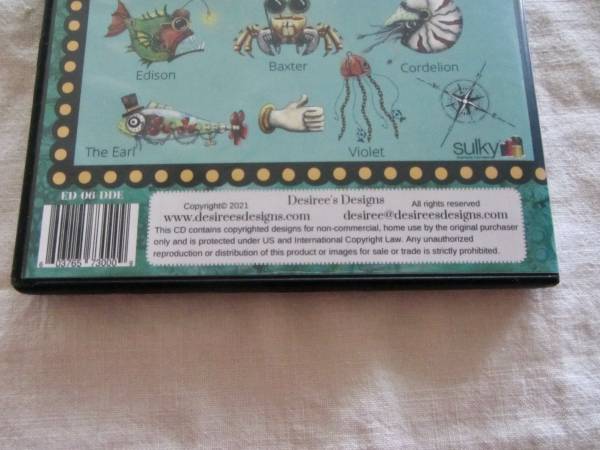 Edison
Baxter
Cordelion
The Earl
Violet
sulky
ED 06 DDE
Copyright© 2021 Desiree's Designs All rights reserved
www.desireesdesigns.com desiree@desireesdesigns.com
This CD contains copyrighted designs for non-commercial, home use by the original purchaser
only and is protected under US and International Copyright Law. Any unauthorized
reproduction or distribution of this product or images for sale or trade is strictly prohibited.
03765 73000